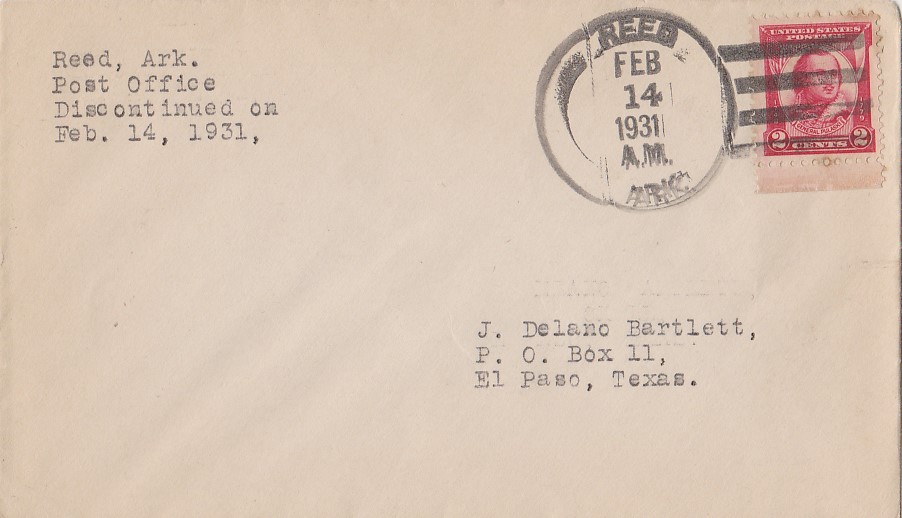 Reed, Ark.
Post Office
Discontinued on
Feb. 14, 1931,
REED
FEB
14
1931
A.M.
ARK.
UNITED STATES
POSTAGE
GENERAL PULASKI
2 CENTS 2
J. Delano Bartlett,
P. O. Box 11,
El Paso, Texas.